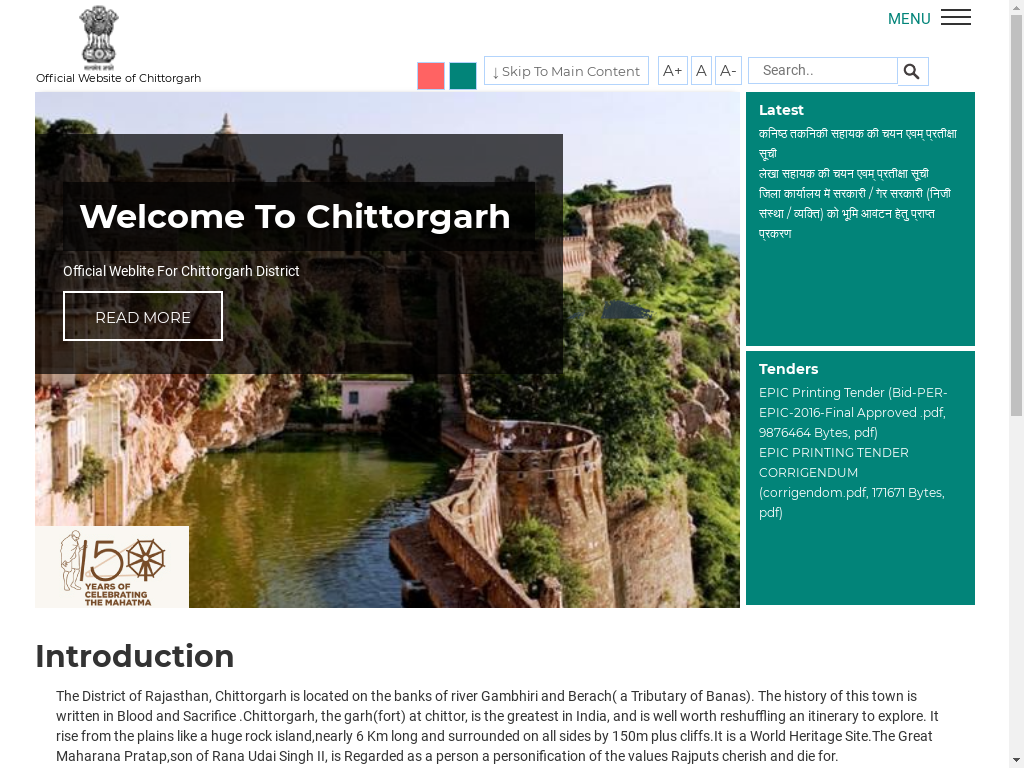 MENU
Official Website of Chittorgarh
↓ Skip To Main Content
A+
A
A-
Search..
Welcome To Chittorgarh
Official Weblite For Chittorgarh District
READ MORE
150
YEARS OF
CELEBRATING
THE MAHATMA
Latest
कनिष्ठ तकनिकी सहायक की चयन एवम् प्रतीक्षा
सूची
लेखा सहायक की चयन एवम् प्रतीक्षा सूची
जिला कार्यालय में सरकारी / गैर सरकारी (निजी
संस्था / व्यक्ति) को भूमि आवंटन हेतु प्राप्त
प्रकरण
Tenders
EPIC Printing Tender (Bid-PER-
EPIC-2016-Final Approved .pdf,
9876464 Bytes, pdf)
EPIC PRINTING TENDER
CORRIGENDUM
(corrigendom.pdf, 171671 Bytes,
pdf)
Introduction
The District of Rajasthan, Chittorgarh is located on the banks of river Gambhiri and Berach( a Tributary of Banas). The history of this town is
written in Blood and Sacrifice .Chittorgarh, the garh(fort) at chittor, is the greatest in India, and is well worth reshuffling an itinerary to explore. It
rise from the plains like a huge rock island,nearly 6 Km long and surrounded on all sides by 150m plus cliffs.It is a World Heritage Site.The Great
Maharana Pratap,son of Rana Udai Singh II, is Regarded as a person a personification of the values Rajputs cherish and die for.